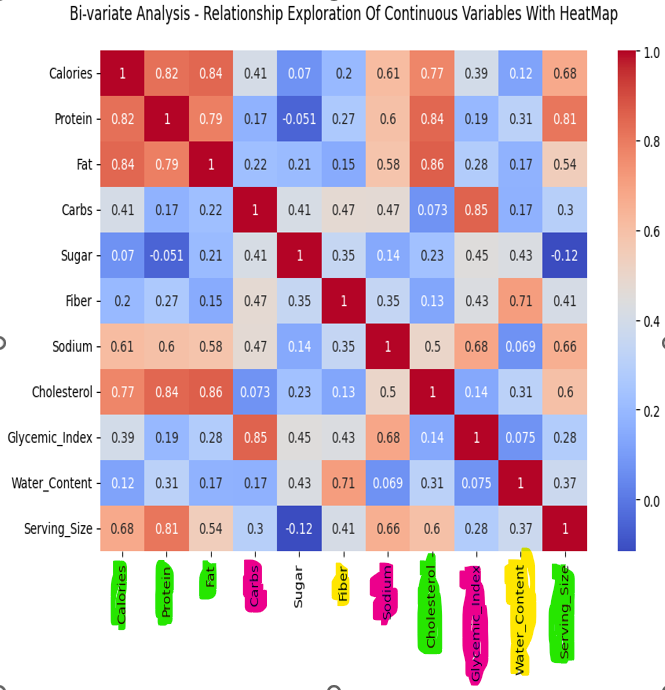 Bi-variate Analysis - Relationship Exploration Of Continuous Variables With HeatMap
Calories 1 0.82 0.84 0.41 0.07 0.2 0.61 0.77 0.39 0.12 0.68
Protein 0.82 1 0.79 0.17 -0.051 0.27 0.6 0.84 0.19 0.31 0.81
Fat 0.84 0.79 1 0.22 0.21 0.15 0.58 0.86 0.28 0.17 0.54
Carbs 0.41 0.17 0.22 1 0.41 0.47 0.47 0.073 0.85 0.17 0.3
Sugar 0.07 -0.051 0.21 0.41 1 0.35 0.14 0.23 0.45 0.43 -0.12
Fiber 0.2 0.27 0.15 0.47 0.35 1 0.35 0.13 0.43 0.71 0.41
Sodium 0.61 0.6 0.58 0.47 0.14 0.35 1 0.5 0.68 0.069 0.66
Cholesterol 0.77 0.84 0.86 0.073 0.23 0.13 0.5 1 0.14 0.31 0.6
Glycemic_Index 0.39 0.19 0.28 0.85 0.45 0.43 0.68 0.14 1 0.075 0.28
Water_Content 0.12 0.31 0.17 0.17 0.43 0.71 0.069 0.31 0.075 1 0.37
Serving_Size 0.68 0.81 0.54 0.3 -0.12 0.41 0.66 0.6 0.28 0.37 1
Calories
Protein
Fat
Carbs
Sugar
Fiber
Sodium
Cholesterol
Glycemic_Index
Water_Content
Serving_Size
1.0
0.8
0.6
0.4
0.2
0.0